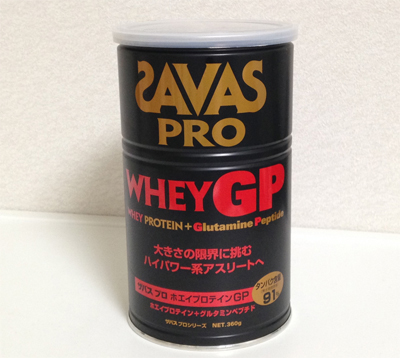 SAVAS
PRO
WHEY GP
WHEY PROTEIN + Glutamine Peptide
大きさの限界に挑む
ハイパワー系アスリートへ
ザバス プロ ホエイプロテインGP
タンパク含量
91%
ホエイプロテイン+グルタミンペプチド
ザバスプロシリーズ NET.360g